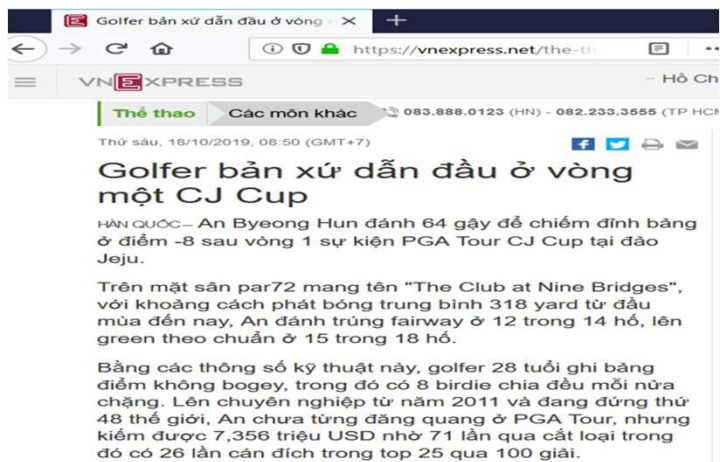 Golfer bản xứ dẫn đầu ở vòng
https://vnexpress.net/the-th
VNEXPRESS
- Hồ Ch
Thể thao Các môn khác 083.888.0123 (HN) - 082.233.3555 (TP HCM
Thứ sáu, 18/10/2019, 08:50 (GMT+7)
Golfer bản xứ dẫn đầu ở vòng
một CJ Cup
HÀN QUỐC– An Byeong Hun đánh 64 gậy để chiếm đỉnh bảng
ở điểm -8 sau vòng 1 sự kiện PGA Tour CJ Cup tại đảo
Jeju.
Trên mặt sân par72 mang tên "The Club at Nine Bridges",
với khoảng cách phát bóng trung bình 318 yard từ đầu
mùa đến nay, An đánh trúng fairway ở 12 trong 14 hố, lên
green theo chuẩn ở 15 trong 18 hố.
Bằng các thông số kỹ thuật này, golfer 28 tuổi ghi bảng
điểm không bogey, trong đó có 8 birdie chia đều mỗi nửa
chặng. Lên chuyên nghiệp từ năm 2011 và đang đứng thứ
48 thế giới, An chưa từng đăng quang ở PGA Tour, nhưng
kiếm được 7,356 triệu USD nhờ 71 lần qua cắt loại trong
đó có 26 lần cán đích trong top 25 qua 100 giải.